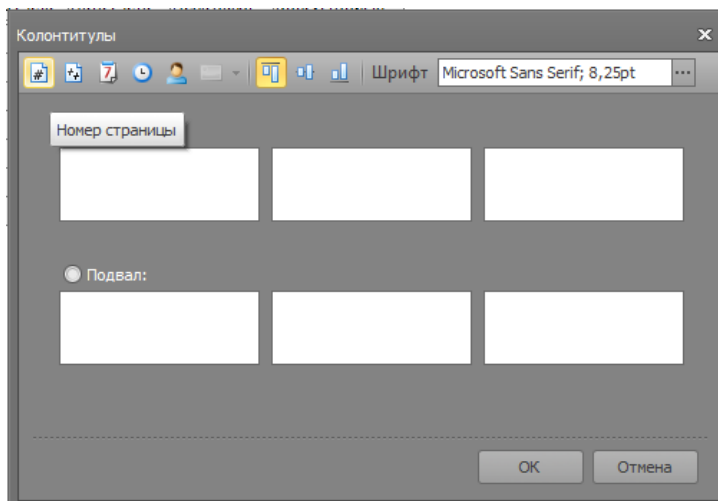 Колонтитулы
Шрифт Microsoft Sans Serif; 8,25pt
Номер страницы
Подвал:
OK Отмена